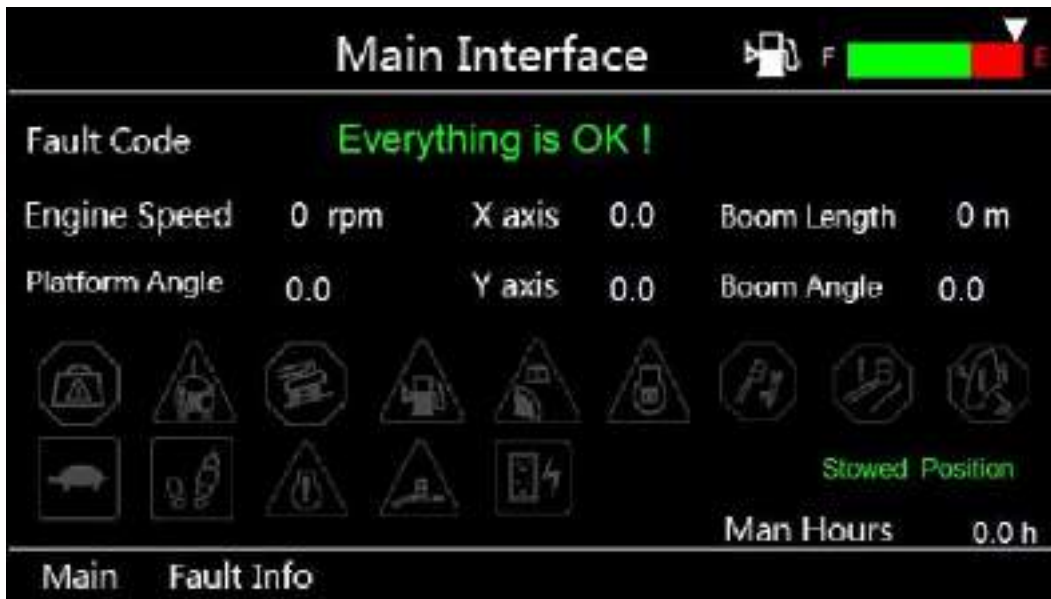 Main Interface F E
Fault Code Everything is OK !
Engine Speed 0 rpm X axis 0.0 Boom Length 0 m
Platform Angle 0.0 Y axis 0.0 Boom Angle 0.0
Stowed Position
Man Hours 0.0 h
Main Fault Info